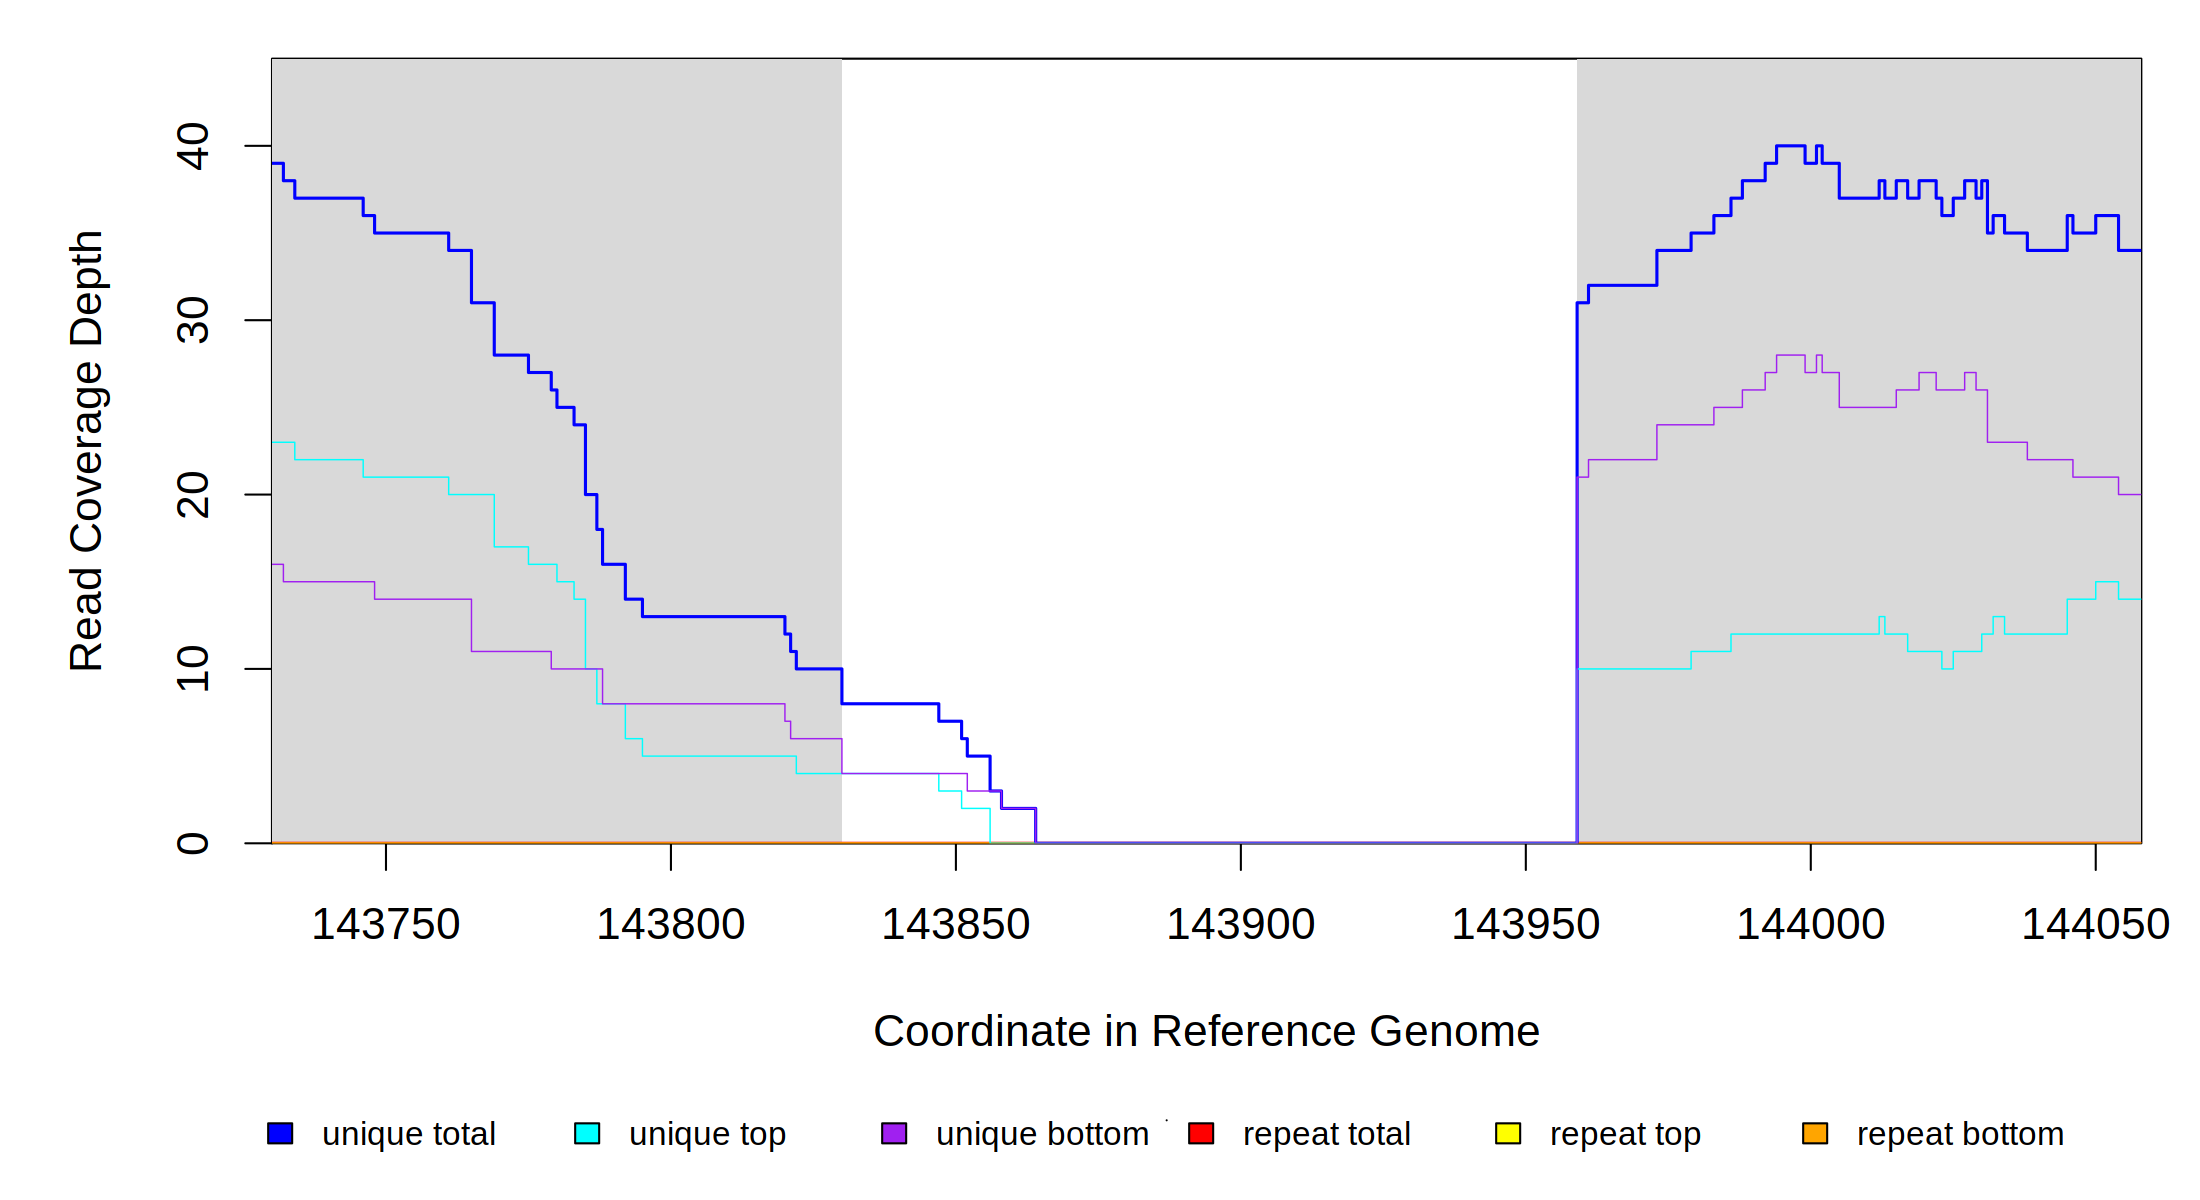 Read Coverage Depth
40
30
20
10
0
143750 143800 143850 143900 143950 144000 144050
Coordinate in Reference Genome
unique total unique top unique bottom repeat total repeat top repeat bottom